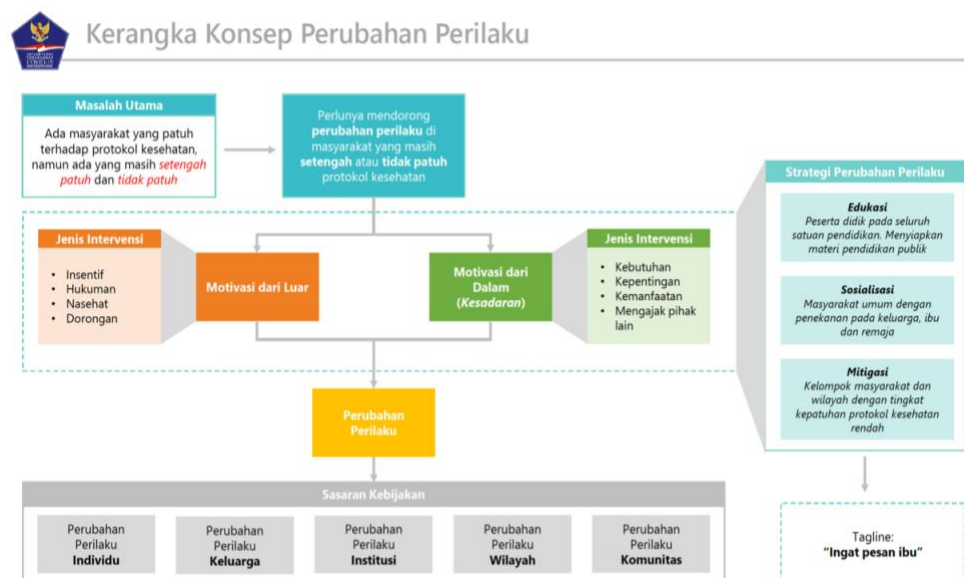 Kerangka Konsep Perubahan Perilaku
Masalah Utama
Ada masyarakat yang patuh
terhadap protokol kesehatan,
namun ada yang masih setengah
patuh dan tidak patuh
Perlunya mendorong
perubahan perilaku di
masyarakat yang masih
setengah atau tidak patuh
protokol kesehatan
Jenis Intervensi
• Insentif
• Hukuman
• Nasehat
• Dorongan
Motivasi dari Luar
Motivasi dari
Dalam
(Kesadaran)
Jenis Intervensi
• Kebutuhan
• Kepentingan
• Kemanfaatan
• Mengajak pihak
lain
Strategi Perubahan Perilaku
Edukasi
Peserta didik pada seluruh
satuan pendidikan. Menyiapkan
materi pendidikan publik
Sosialisasi
Masyarakat umum dengan
penekanan pada keluarga, ibu
dan remaja
Mitigasi
Kelompok masyarakat dan
wilayah dengan tingkat
kepatuhan protokol kesehatan
rendah
Perubahan
Perilaku
Sasaran Kebijakan
Perubahan
Perilaku
Individu
Perubahan
Perilaku
Keluarga
Perubahan
Perilaku
Institusi
Perubahan
Perilaku
Wilayah
Perubahan
Perilaku
Komunitas
Tagline:
"Ingat pesan ibu"